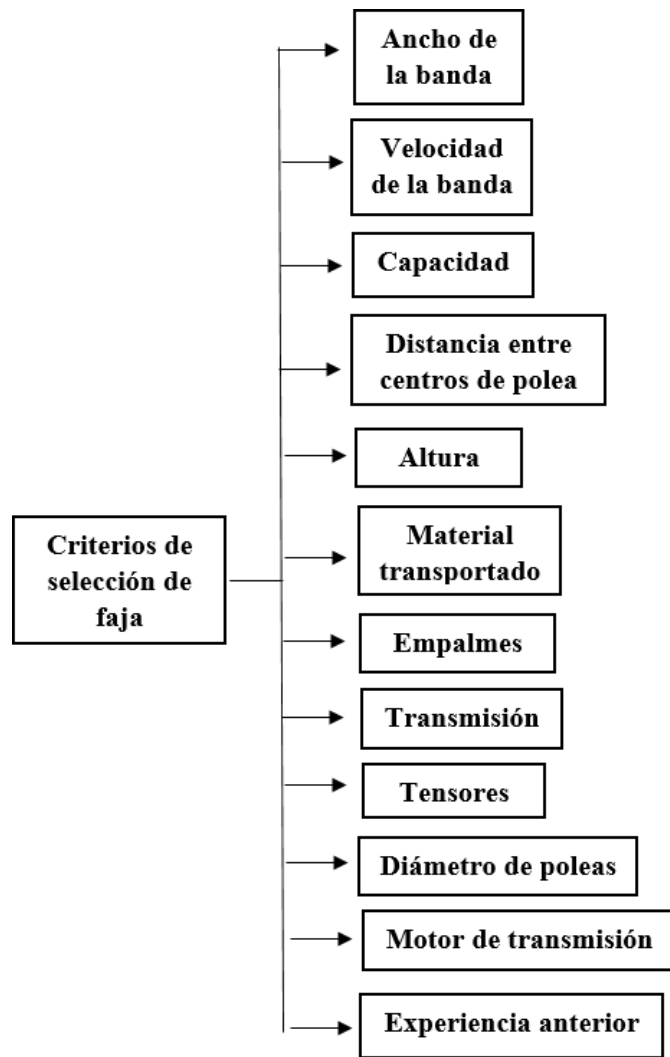 Ancho de
la banda
Velocidad
de la banda
Capacidad
Distancia entre
centros de polea
Altura
Criterios de
selección de
faja
Material
transportado
Empalmes
Transmisión
Tensores
Diámetro de poleas
Motor de transmisión
Experiencia anterior